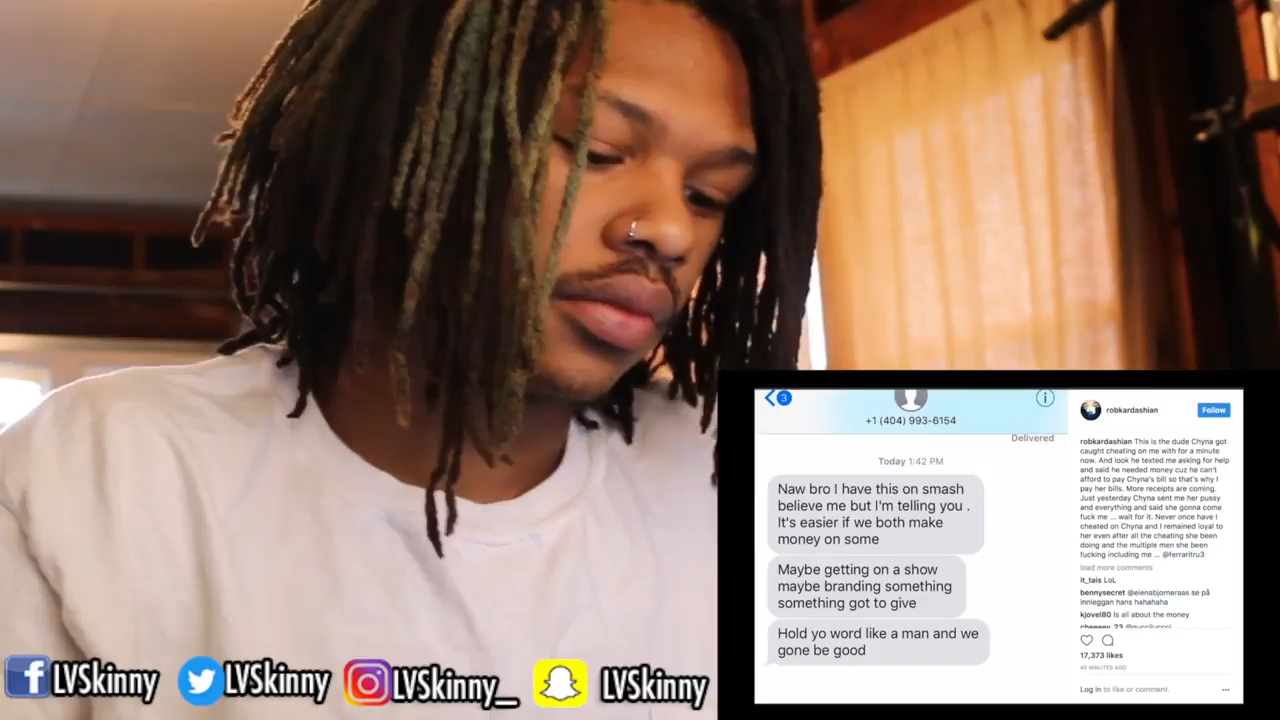 3
+1 (404) 993-6154
Delivered
Today 1:42 PM
Naw bro I have this on smash
believe me but I'm telling you .
It's easier if we both make
money on some
Maybe getting on a show
maybe branding something
something got to give
Hold yo word like a man and we
gone be good
robkardashian
Follow
robkardashian This is the dude Chyna got
caught cheating on me with for a minute
now. And look he texted me asking for help
and said he needed money cuz he can't
afford to pay Chyna's bill so that's why I
pay her bills. More receipts are coming.
Just yesterday Chyna sent me her pussy
and everything and said she gonna come
fuck me ... wait for it. Never once have I
cheated on Chyna and I remained loyal to
her even after all the cheating she been
doing and the multiple men she been
fucking including me ... @ferraritru3
load more comments
it_tais LoL
bennysecret @eienabjorneraas se på
innleggan hans hahahaha
kjovel80 Is all about the money
17,373 likes
40 MINUTES AGO
Log in to like or comment.
LVSkinny
LVSkinny
LVSkinny_
LVSkinny